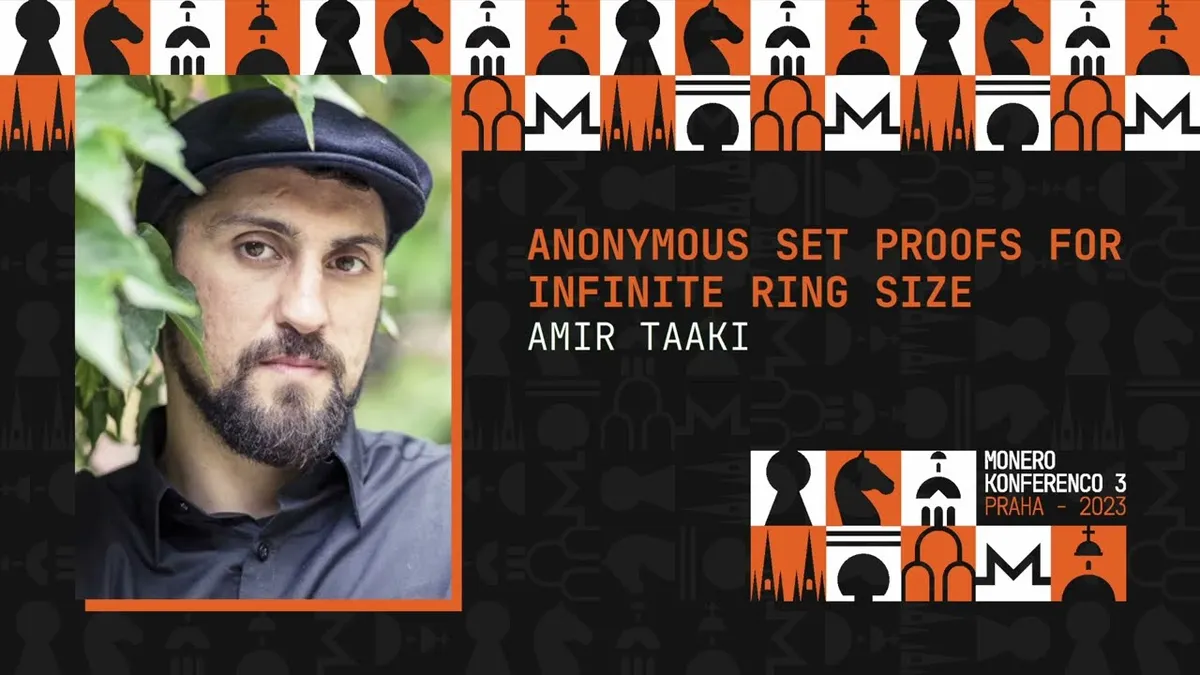 ANONYMOUS SET PROOFS FOR
INFINITE RING SIZE
AMIR TAAKI
MONERO
KONFERENCO 3
PRAHA - 2023